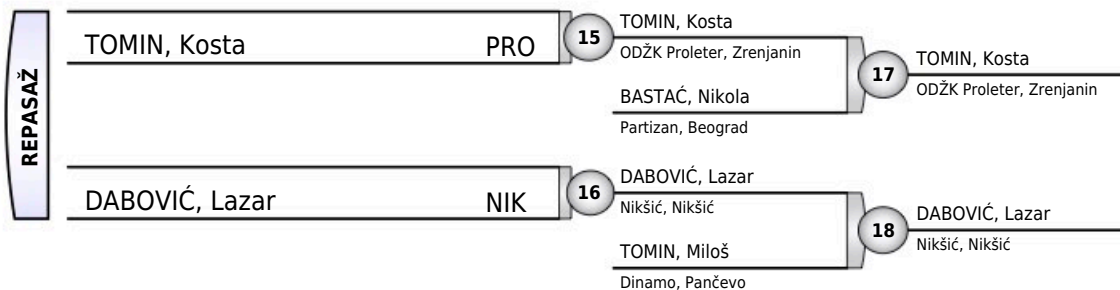 REPASAŽ
TOMIN, Kosta PRO
15
TOMIN, Kosta
ODŽK Proleter, Zrenjanin
BASTAĆ, Nikola
Partizan, Beograd
17
TOMIN, Kosta
ODŽK Proleter, Zrenjanin
DABOVIĆ, Lazar NIK
16
DABOVIĆ, Lazar
Nikšić, Nikšić
TOMIN, Miloš
Dinamo, Pančevo
18
DABOVIĆ, Lazar
Nikšić, Nikšić